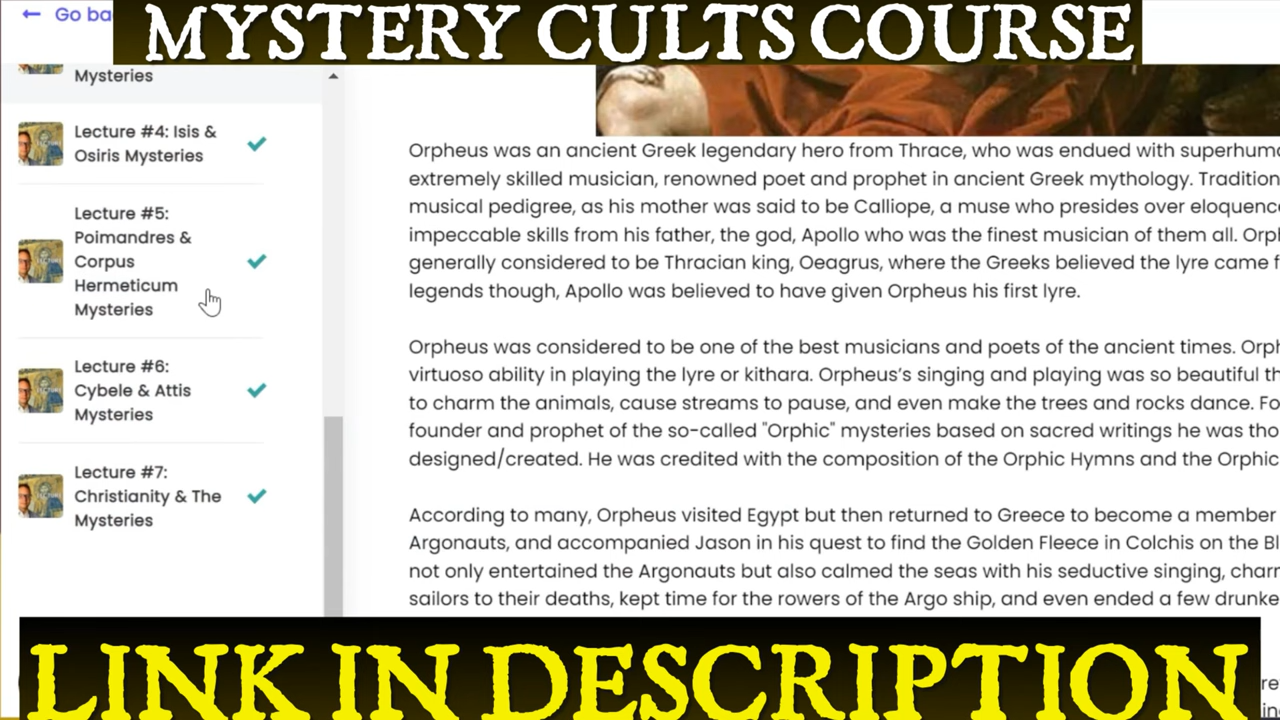 MYSTERY CULTS COURSE
← Go ba
Mysteries
Lecture #4: Isis &
Osiris Mysteries
Lecture #5:
Poimandres &
Corpus
Hermeticum
Mysteries
Lecture #6:
Cybele & Attis
Mysteries
Lecture #7:
Christianity & The
Mysteries
Orpheus was an ancient Greek legendary hero from Thrace, who was endued with superhuma
extremely skilled musician, renowned poet and prophet in ancient Greek mythology. Tradition
musical pedigree, as his mother was said to be Calliope, a muse who presides over eloquence
impeccable skills from his father, the god, Apollo who was the finest musician of them all. Orp
generally considered to be Thracian king, Oeagrus, where the Greeks believed the lyre came f
legends though, Apollo was believed to have given Orpheus his first lyre.
Orpheus was considered to be one of the best musicians and poets of the ancient times. Orph
virtuoso ability in playing the lyre or kithara. Orpheus's singing and playing was so beautiful th
to charm the animals, cause streams to pause, and even make the trees and rocks dance. Fo
founder and prophet of the so-called "Orphic" mysteries based on sacred writings he was tho
designed/created. He was credited with the composition of the Orphic Hymns and the Orphic
According to many, Orpheus visited Egypt but then returned to Greece to become a member
Argonauts, and accompanied Jason in his quest to find the Golden Fleece in Colchis on the Bl
not only entertained the Argonauts but also calmed the seas with his seductive singing, charr
sailors to their deaths, kept time for the rowers of the Argo ship, and even ended a few drunke
LINK IN DESCRIPTION